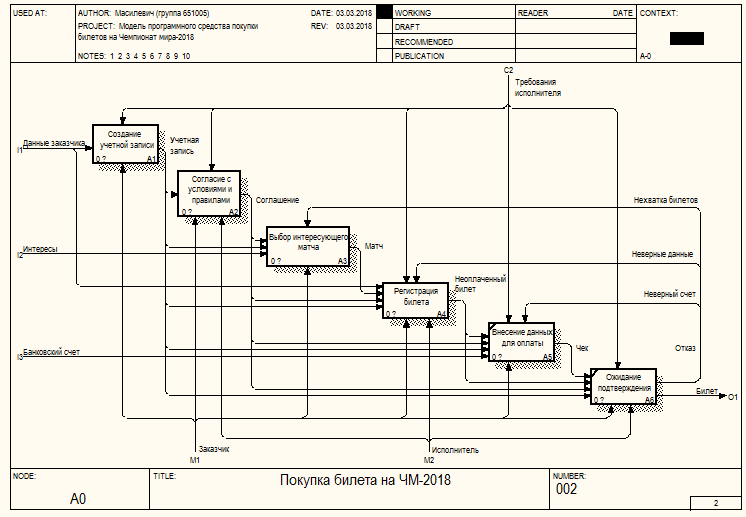 USED AT:
AUTHOR: Масилевич (группа 651005)
DATE: 03.03.2018
PROJECT: Модель программного средства покупки
билетов на Чемпионат мира-2018
REV: 03.03.2018
NOTES: 1 2 3 4 5 6 7 8 9 10
WORKING
DRAFT
RECOMMENDED
PUBLICATION
READER
DATE
CONTEXT:
A-0
C2
Требования
исполнителя
I1
Данные заказчика
Создание
учетной записи
0 ?
A1
Учетная
запись
Согласие с
условиями и
правилами
0 ?
A2
Соглашение
Нехватка билетов
I2
Интересы
Выбор интересующего
матча
0 ?
A3
Матч
Неверные данные
Регистрация
билета
0 ?
A4
Неоплаченный
билет
Неверный счет
I3
Банковский счет
Внесение данных
для оплаты
0 ?
A5
Чек
Отказ
Ожидание
подтверждения
0 ?
A6
Билет
O1
Заказчик
M1
Исполнитель
M2
NODE:
A0
TITLE:
Покупка билета на ЧМ-2018
NUMBER:
002
2